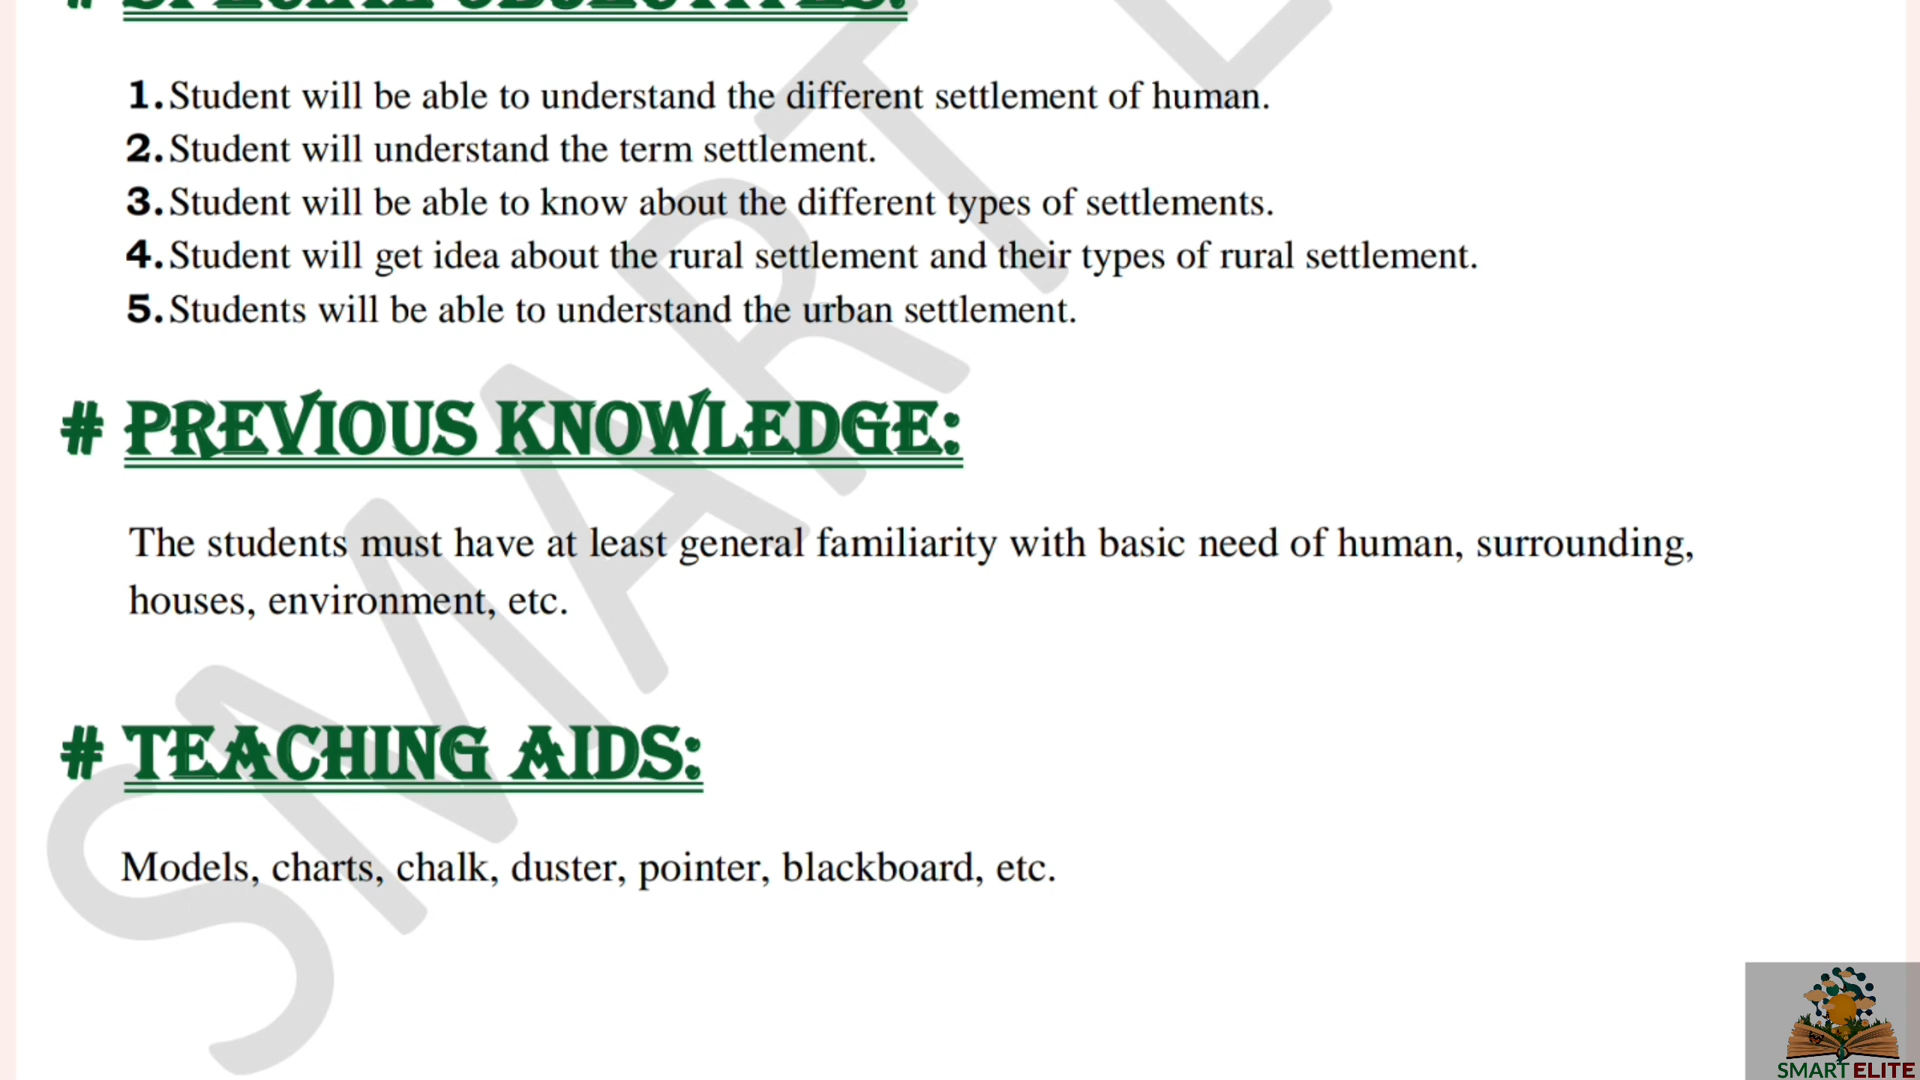 # SPECIAL OBJECTIVES:
1.Student will be able to understand the different settlement of human.
2.Student will understand the term settlement.
3.Student will be able to know about the different types of settlements.
4.Student will get idea about the rural settlement and their types of rural settlement.
5.Students will be able to understand the urban settlement.
# PREVIOUS KNOWLEDGE:
The students must have at least general familiarity with basic need of human, surrounding,
houses, environment, etc.
# TEACHING AIDS:
Models, charts, chalk, duster, pointer, blackboard, etc.
SMART E
SMART ELITE